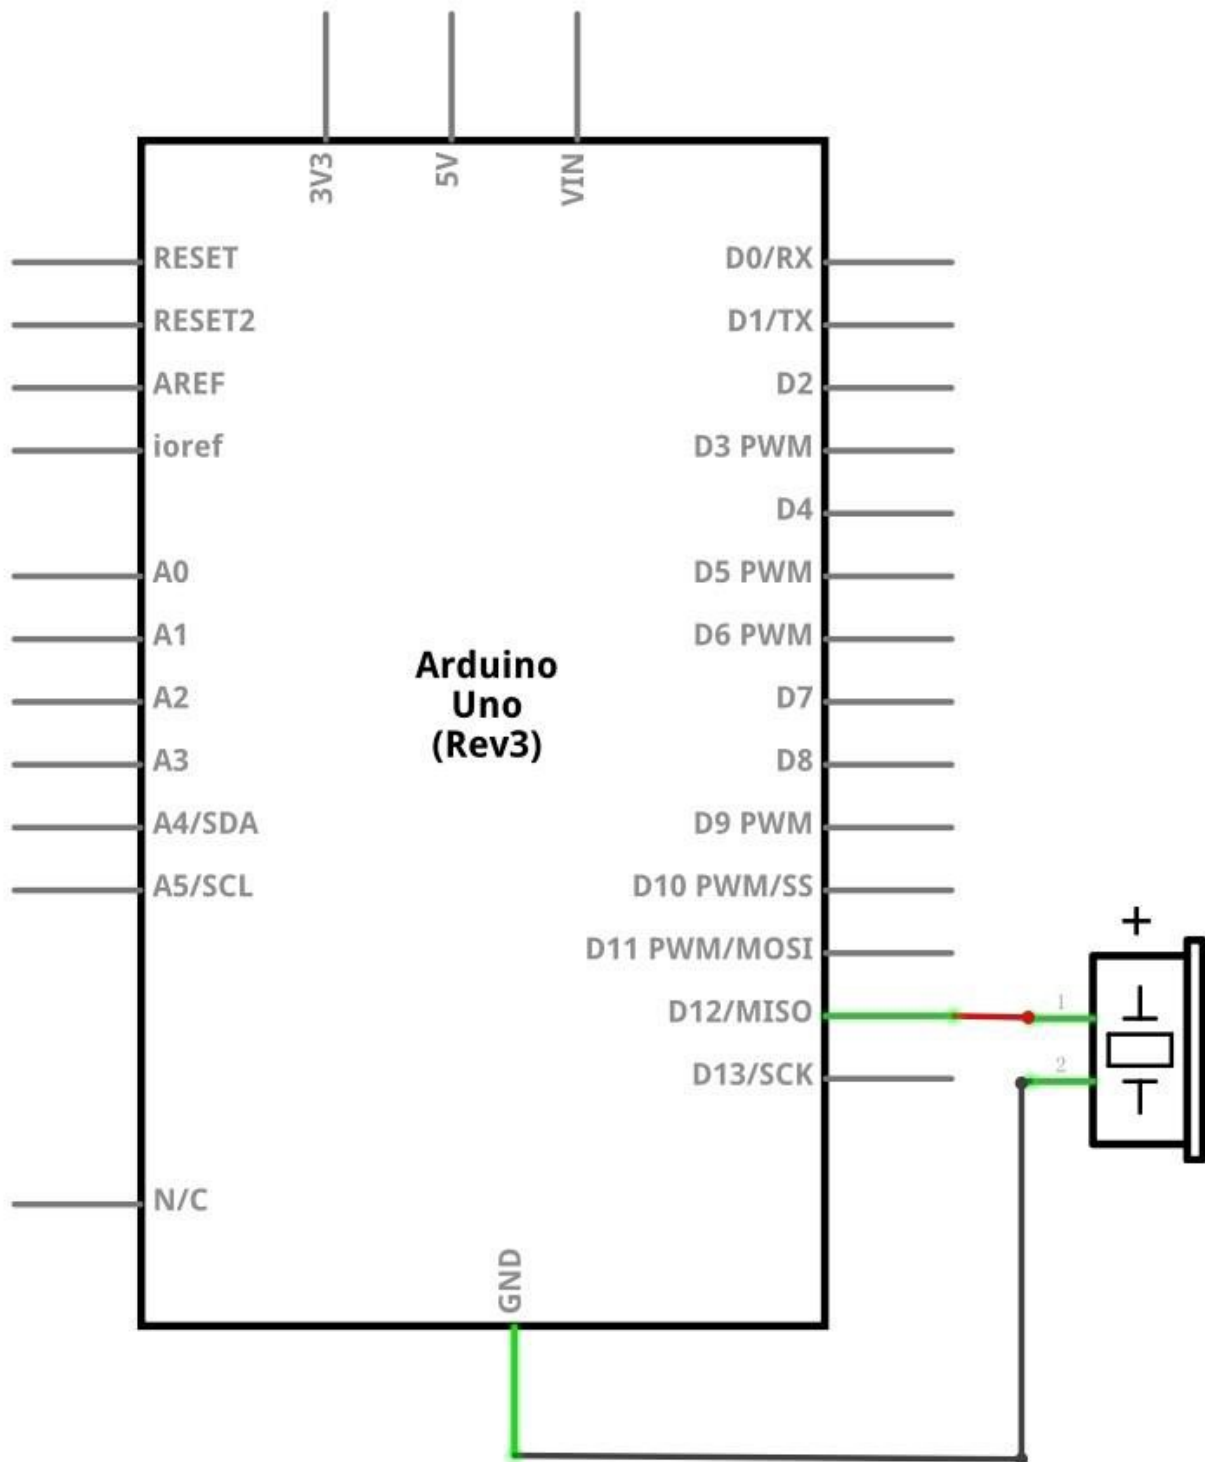 3V3
5V
VIN
RESET
RESET2
AREF
ioref
A0
A1
A2
A3
A4/SDA
A5/SCL
N/C
Arduino
Uno
(Rev3)
D0/RX
D1/TX
D2
D3 PWM
D4
D5 PWM
D6 PWM
D7
D8
D9 PWM
D10 PWM/SS
D11 PWM/MOSI
D12/MISO
D13/SCK
GND
+
1
2